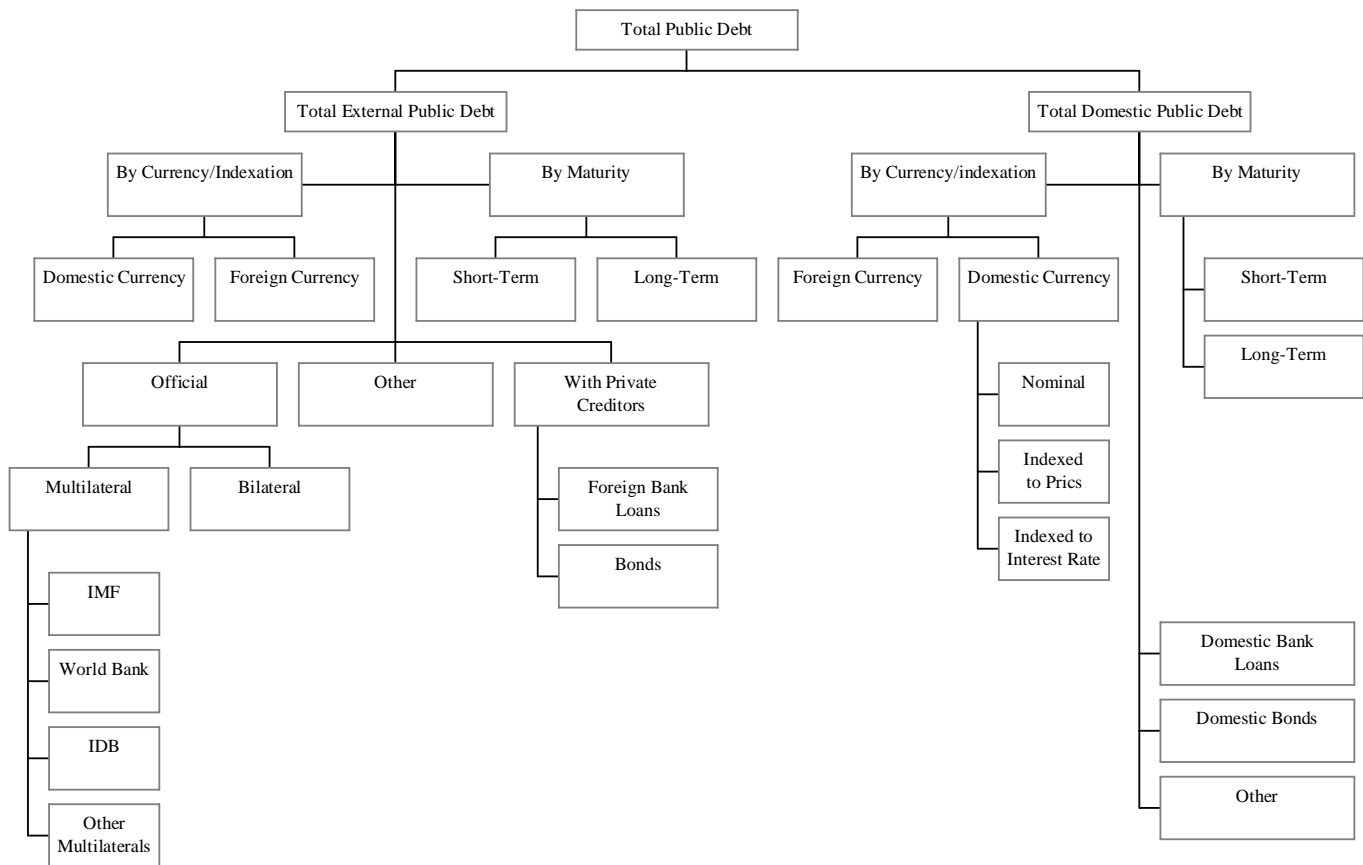 Total Public Debt
Total External Public Debt
Total Domestic Public Debt
By Currency/Indexation
By Maturity
By Currency/indexation
By Maturity
Domestic Currency
Foreign Currency
Short-Term
Long-Term
Foreign Currency
Domestic Currency
Short-Term
Long-Term
Official
Other
With Private
Creditors
Nominal
Indexed
to Prics
Indexed to
Interest Rate
Multilateral
Bilateral
Foreign Bank
Loans
Bonds
IMF
World Bank
IDB
Other
Multilaterals
Domestic Bank
Loans
Domestic Bonds
Other